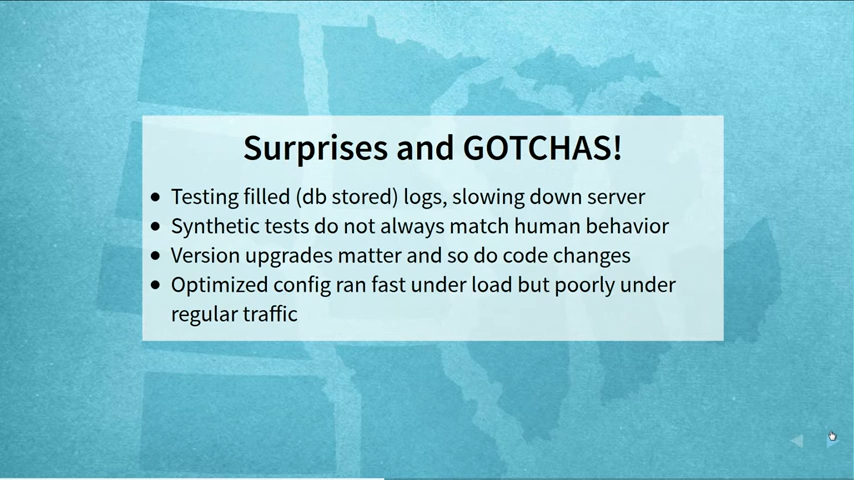 Surprises and GOTCHAS!
Testing filled (db stored) logs, slowing down server
Synthetic tests do not always match human behavior
Version upgrades matter and so do code changes
Optimized config ran fast under load but poorly under
regular traffic